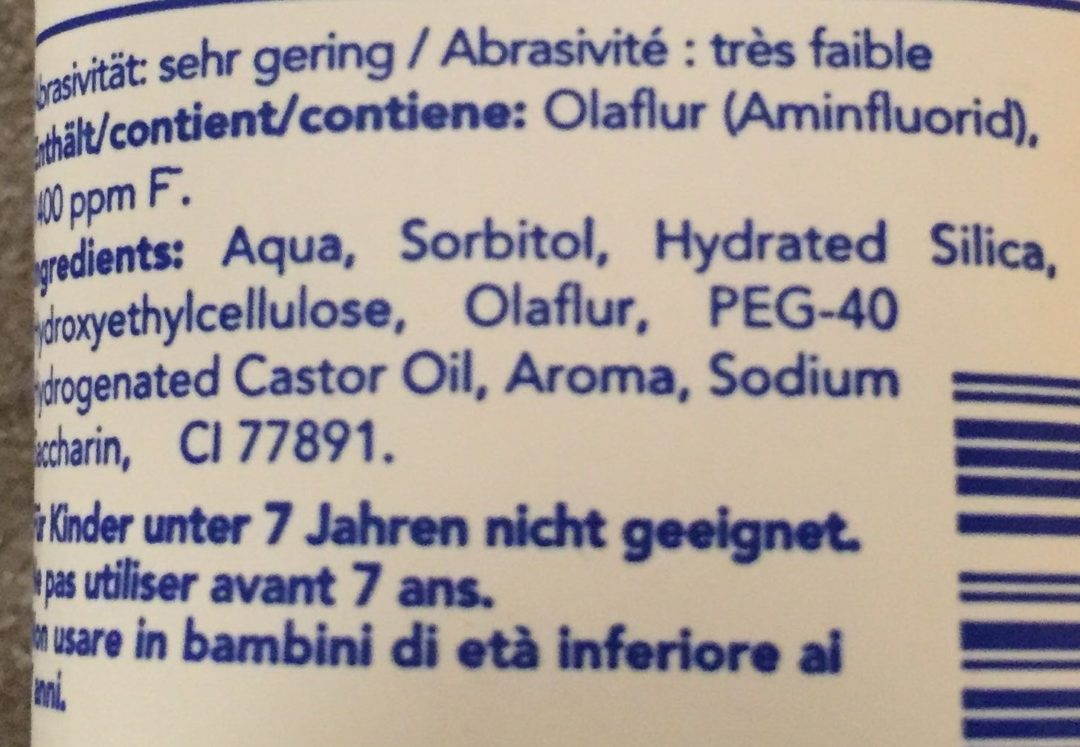 brasivität: sehr gering / Abrasivité : très faible
nthält/contient/contiene: Olaflur (Aminfluorid),
400 ppm F⁻.
gredients: Aqua, Sorbitol, Hydrated Silica,
ydroxyethylcellulose, Olaflur, PEG-40
ydrogenated Castor Oil, Aroma, Sodium
accharin, CI 77891.
r Kinder unter 7 Jahren nicht geeignet.
e pas utiliser avant 7 ans.
on usare in bambini di età inferiore ai
anni.